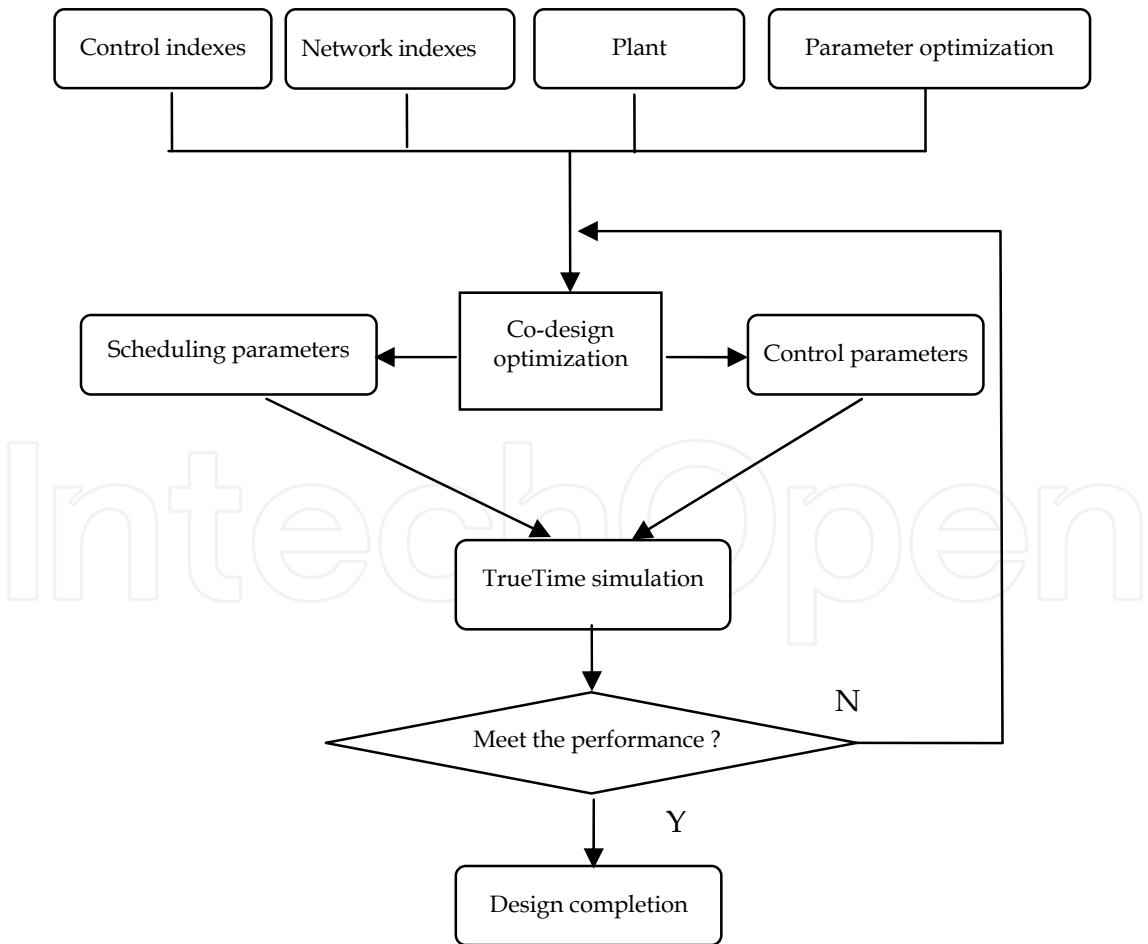 Control indexes
Network indexes
Plant
Parameter optimization
Co-design
optimization
Scheduling parameters
Control parameters
IntechOpen
TrueTime simulation
N
Meet the performance ?
Y
Design completion